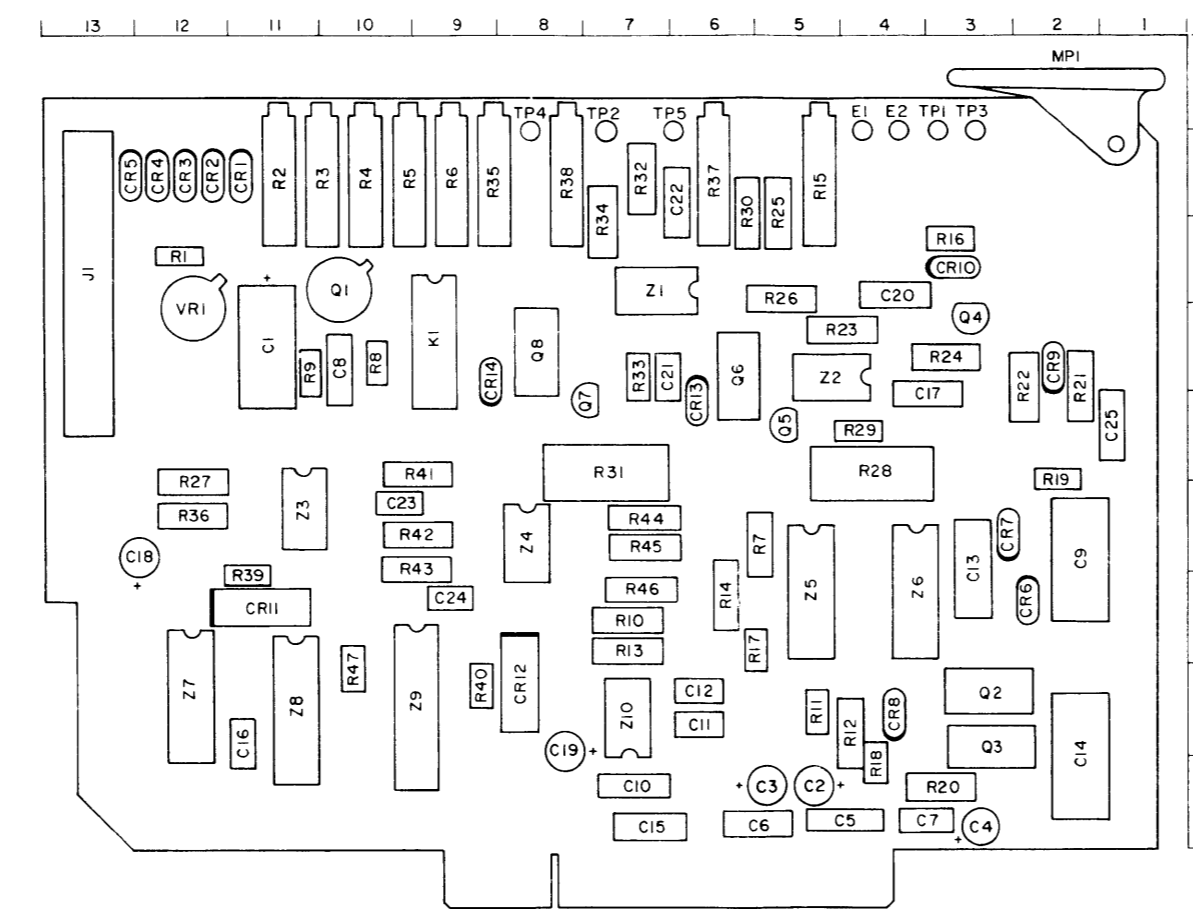 13 12 11 10 9 8 7 6 5 4 3 2 1
MP1
TP4 TP2 TP5 E1 E2 TP1 TP3
CR5 CR4 CR3 CR2 CR1 R2 R3 R4 R5 R6 R35 R38 R34 R32 C22 R37 R30 R25 R15
R1 R16
J1 CR10
VR1 + Q1 Z1 R26 C20
Q4
C1 R9 C8 R8 K1 CR14 Q8 R23
R33 C21 CR13 Q6 Z2 R24 R22 CR9 R21
Q7 C17
Q5 R29 C25
R27 R41 R31 R28 R19
R36 Z3 C23 R44
C18 + R42 Z4 R45 R7 CR7
R39 R43 R46 R14 Z5 Z6 C13 C9
CR11 C24 R10 CR6
R13 R17
Z7 Z8 R47 Z9 R40 CR12 C12 Q2
Z10 C11 R11 R12 CR8
C16 C19 + R18 Q3 C14
C10 + C3 C2 + R20
C15 C6 C5 C7 C4
+